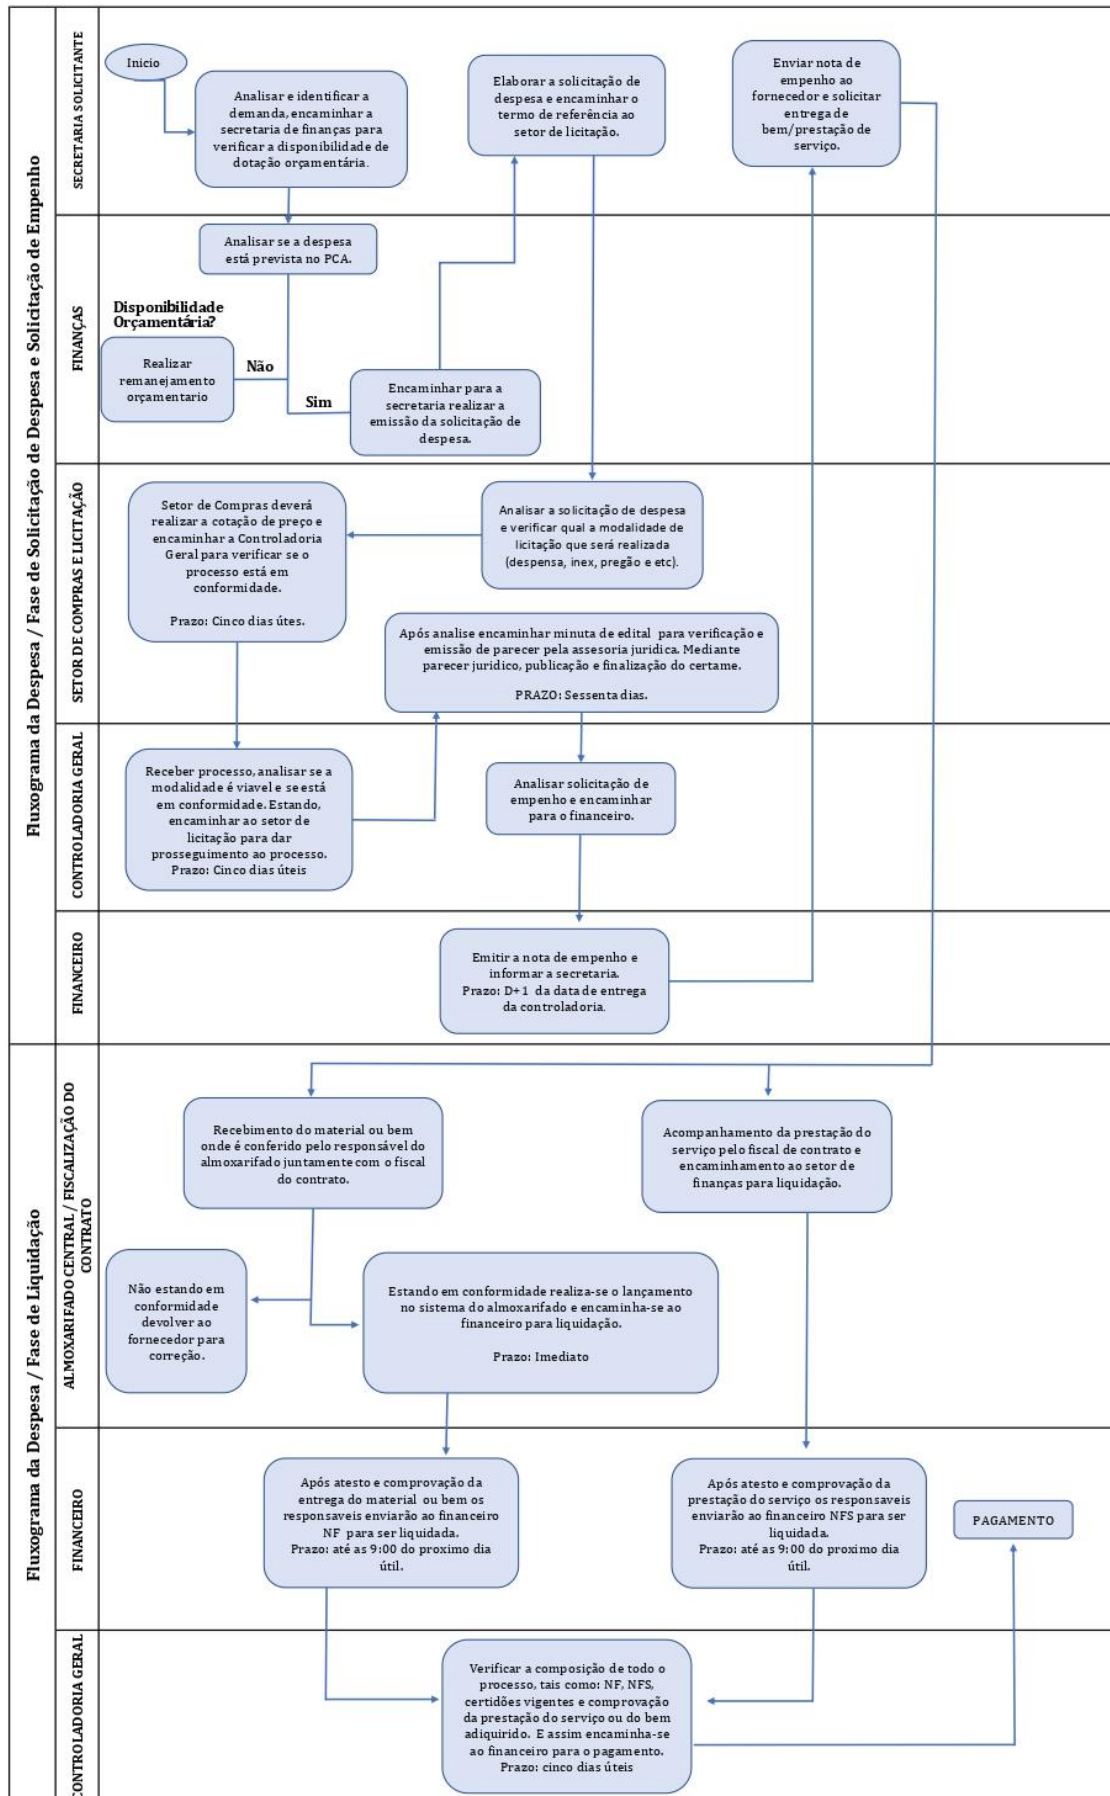 Fluxograma da Despesa / Fase de Solicitação de Despesa e Solicitação de Empenho
SECRETARIA SOLICITANTE
Inicio
Analisar e identificar a
demanda, encaminhar a
secretaria de finanças para
verificar a disponibilidade de
dotação orçamentária.
Elaborar a solicitação de
despesa e encaminhar o
termo de referência ao
setor de licitação.
Enviar nota de
empenho ao
fornecedor e solicitar
entrega de
bem/prestação de
serviço.
FINANÇAS
Analisar se a despesa
está prevista no PCA.
Disponibilidade
Orçamentária?
Realizar
remanejamento
orçamentario
Não
Sim
Encaminhar para a
secretaria realizar a
emissão da solicitação de
despesa.
SETOR DE COMPRAS E LICITAÇÃO
Setor de Compras deverá
realizar a cotação de preço e
encaminhar a Controladoria
Geral para verificar se o
processo está em
conformidade.
Prazo: Cinco dias útes.
Analisar a solicitação de despesa
e verificar qual a modalidade de
licitação que será realizada
(despensa, inex, pregão e etc).
Após analise encaminhar minuta de edital para verificação e
emissão de parecer pela assesoria juridica. Mediante
parecer juridico, publicação e finalização do certame.
PRAZO: Sessenta dias.
CONTROLADORIA GERAL
Receber processo, analisar se a
modalidade é viavel e se está
em conformidade. Estando,
encaminhar ao setor de
licitação para dar
prosseguimento ao processo.
Prazo: Cinco dias úteis
Analisar solicitação de
empenho e encaminhar
para o financeiro.
FINANCEIRO
Emitir a nota de empenho e
informar a secretaria.
Prazo: D+1 da data de entrega
da controladoria.
Fluxograma da Despesa / Fase de Liquidação
ALMOXARIFADO CENTRAL / FISCALIZAÇÃO DO
CONTRATO
Recebimento do material ou bem
onde é conferido pelo responsável do
almoxarifado juntamente com o fiscal
do contrato.
Acompanhamento da prestação do
serviço pelo fiscal de contrato e
encaminhamento ao setor de
finanças para liquidação.
Não estando em
conformidade
devolver ao
fornecedor para
correção.
Estando em conformidade realiza-se o lançamento
no sistema do almoxarifado e encaminha-se ao
financeiro para liquidação.
Prazo: Imediato
FINANCEIRO
Após atesto e comprovação da
entrega do material ou bem os
responsaveis enviarão ao financeiro
NF para ser liquidada.
Prazo: até as 9:00 do proximo dia
útil.
Após atesto e comprovação da
prestação do serviço os responsaveis
enviarão ao financeiro NFS para ser
liquidada.
Prazo: até as 9:00 do proximo dia
útil.
PAGAMENTO
CONTROLADORIA GERAL
Verificar a composição de todo o
processo, tais como: NF, NFS,
certidões vigentes e comprovação
da prestação do serviço ou do bem
adiquirido. E assim encaminha-se
ao financeiro para o pagamento.
Prazo: cinco dias úteis